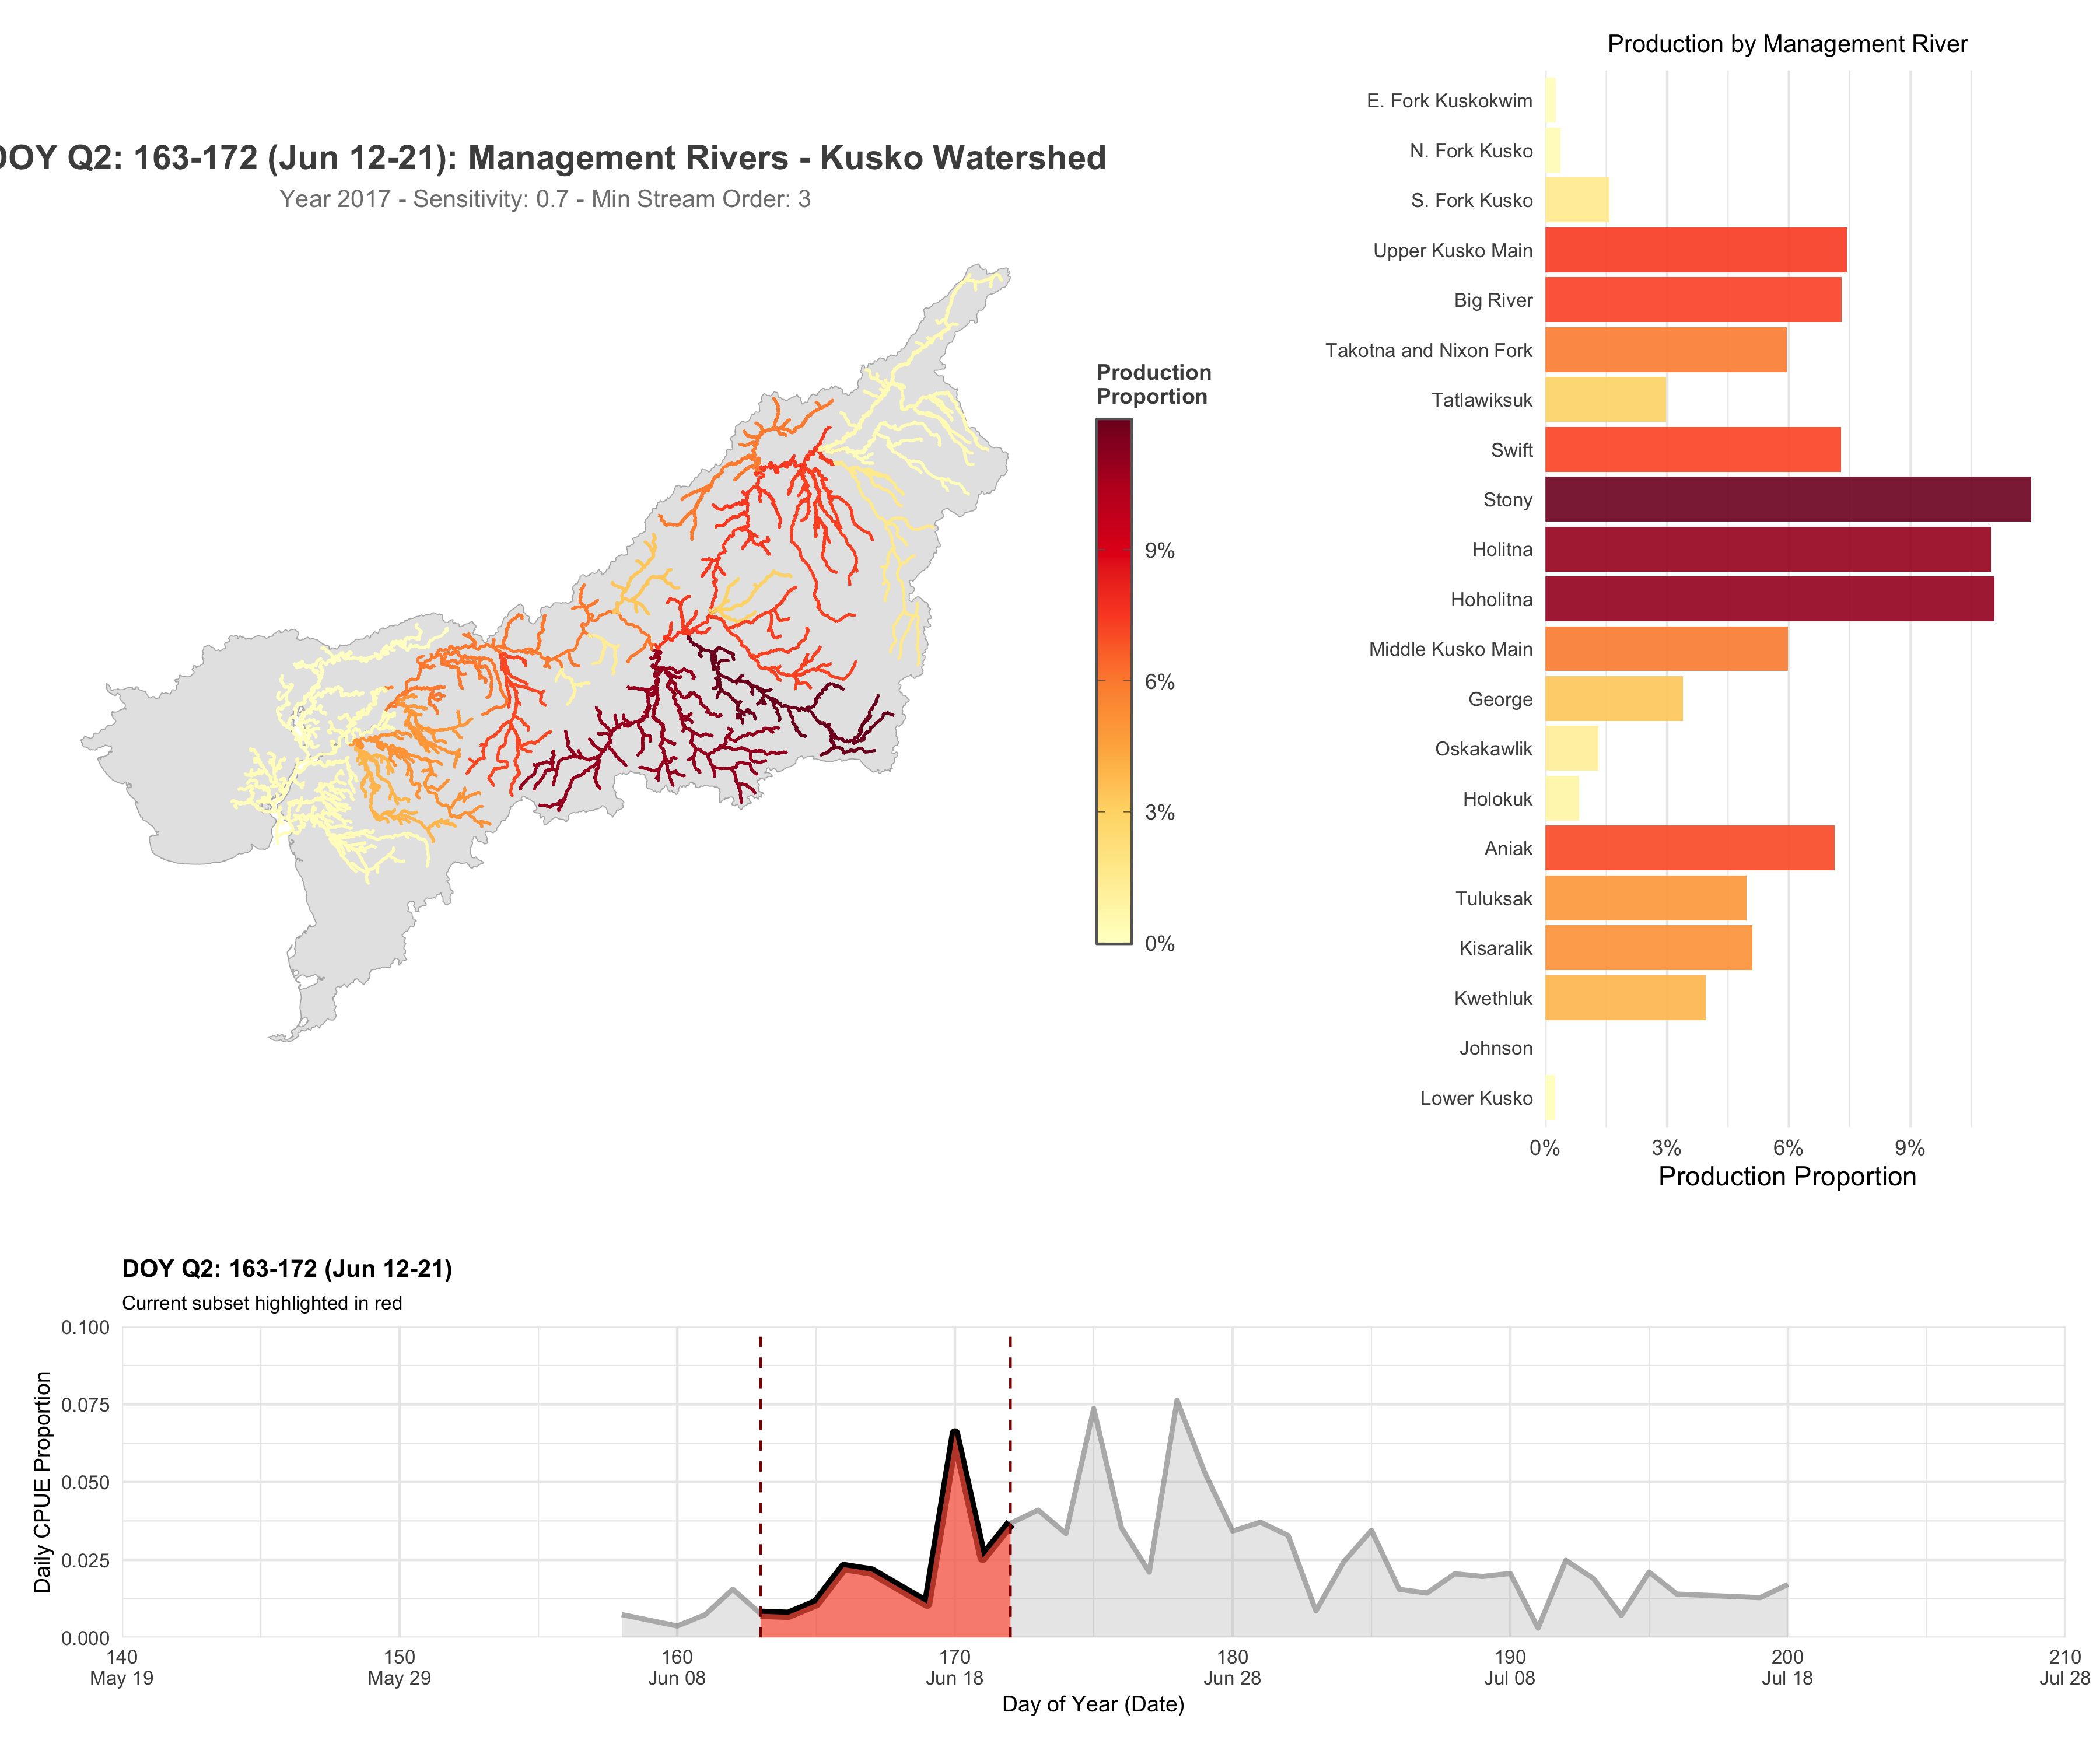 OY Q2: 163-172 (Jun 12-21): Management Rivers - Kusko Watershed
Year 2017 - Sensitivity: 0.7 - Min Stream Order: 3
Production
Proportion
9%
6%
3%
0%
Production by Management River
E. Fork Kuskokwim
N. Fork Kusko
S. Fork Kusko
Upper Kusko Main
Big River
Takotna and Nixon Fork
Tatlawiksuk
Swift
Stony
Holitna
Hoholitna
Middle Kusko Main
George
Oskakawlik
Holokuk
Aniak
Tuluksak
Kisaralik
Kwethluk
Johnson
Lower Kusko
0% 3% 6% 9%
Production Proportion
DOY Q2: 163-172 (Jun 12-21)
Current subset highlighted in red
Daily CPUE Proportion
0.100
0.075
0.050
0.025
0.000
140 150 160 170 180 190 200 210
May 19 May 29 Jun 08 Jun 18 Jun 28 Jul 08 Jul 18 Jul 28
Day of Year (Date)